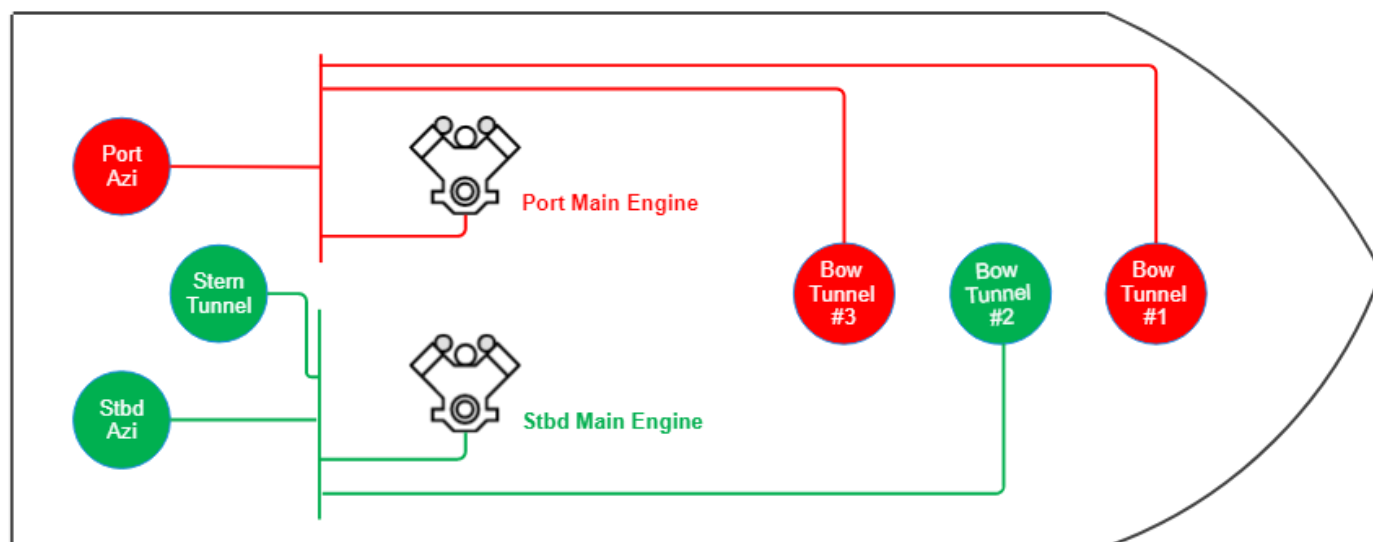 Port
Azi
Port Main Engine
Stern
Tunnel
Bow
Tunnel
#3
Bow
Tunnel
#2
Bow
Tunnel
#1
Stbd
Azi
Stbd Main Engine